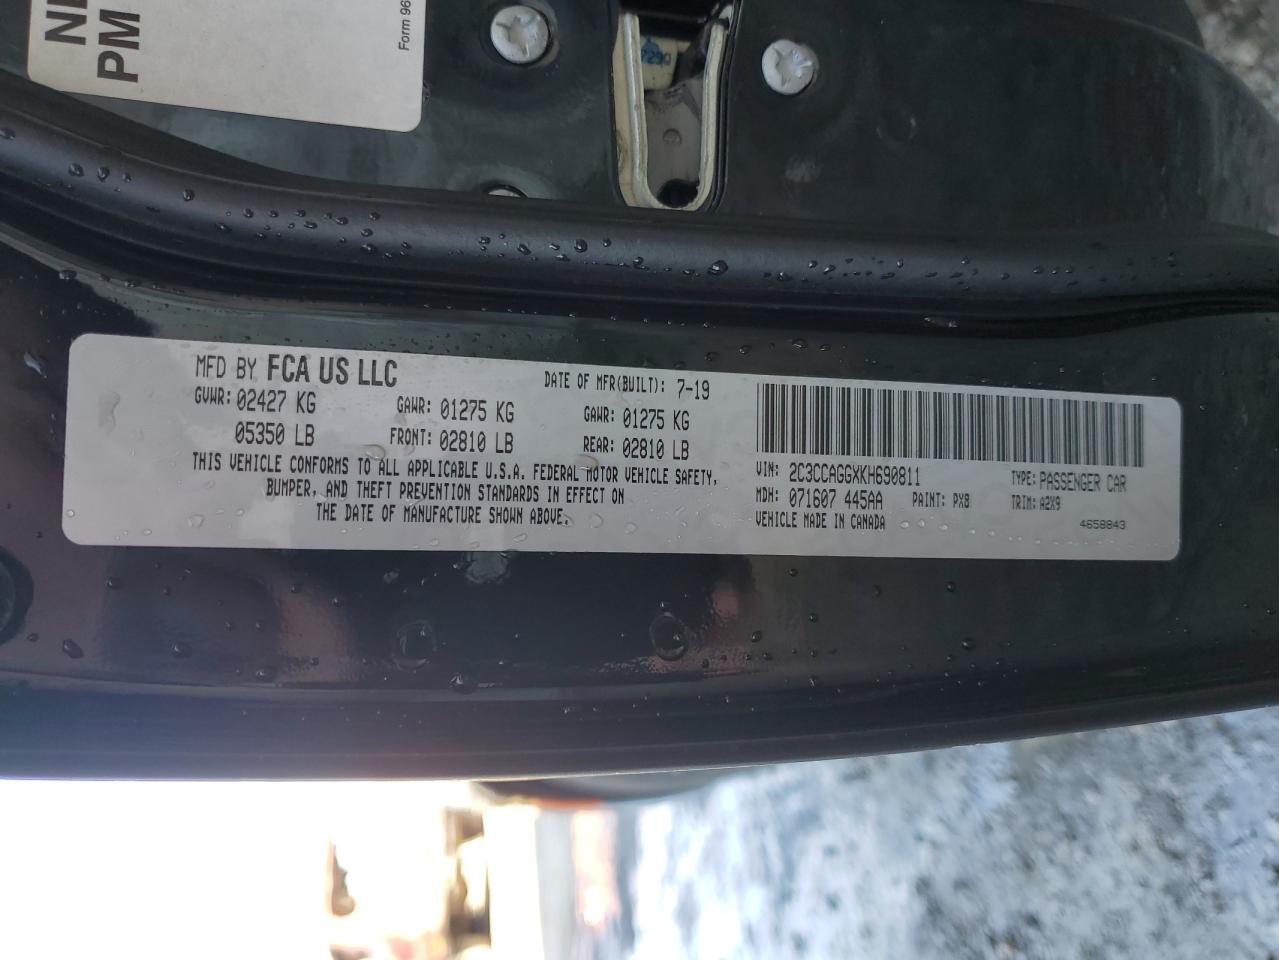 PM
Form 96
MFD BY FCA US LLC
DATE OF MFR(BUILT): 7-19
GVWR: 02427 KG
GAWR: 01275 KG
GAWR: 01275 KG
05350 LB
FRONT: 02810 LB
REAR: 02810 LB
THIS VEHICLE CONFORMS TO ALL APPLICABLE U.S.A. FEDERAL MOTOR VEHICLE SAFETY,
BUMPER, AND THEFT PREVENTION STANDARDS IN EFFECT ON
THE DATE OF MANUFACTURE SHOWN ABOVE.
VIN: 2C3CCAGGXKH690811
TYPE: PASSENGER CAR
MDH: 071607 445AA
PAINT: PX8
TRIM: A2X9
VEHICLE MADE IN CANADA
4658843